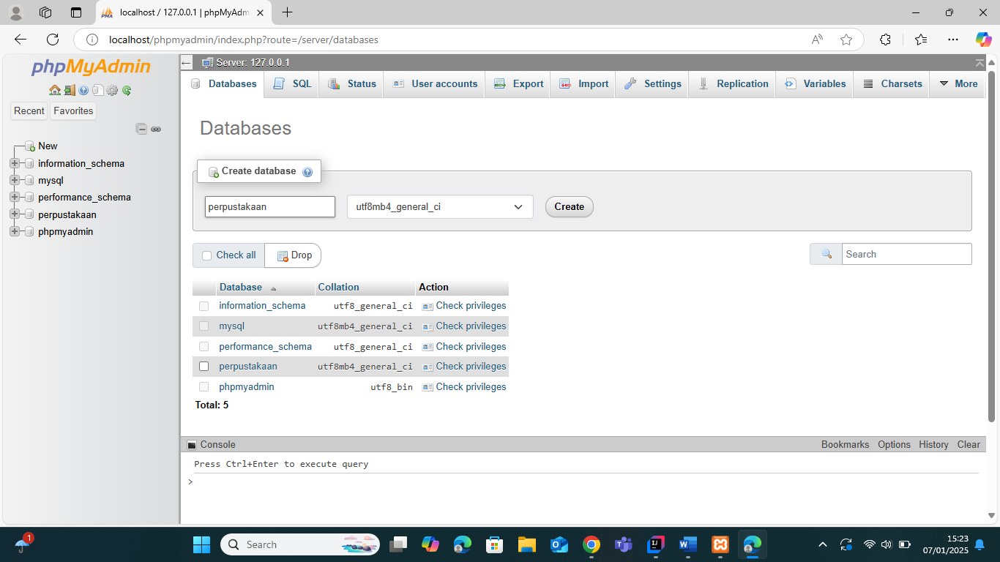 localhost / 127.0.0.1 | phpMyAdm
localhost/phpmyadmin/index.php?route=/server/databases
phpMyAdmin
Recent
Favorites
New
information_schema
mysql
performance_schema
perpustakaan
phpmyadmin
Server: 127.0.0.1
Databases
SQL
Status
User accounts
Export
Import
Settings
Replication
Variables
Charsets
More
Databases
Create database
perpustakaan
utf8mb4_general_ci
Create
Check all
Drop
Search
Database Collation Action
information_schema utf8_general_ci Check privileges
mysql utf8mb4_general_ci Check privileges
performance_schema utf8_general_ci Check privileges
perpustakaan utf8mb4_general_ci Check privileges
phpmyadmin utf8_bin Check privileges
Total: 5
Console
Bookmarks Options History Clear
Press Ctrl+Enter to execute query
>
1
Search
15:23
07/01/2025